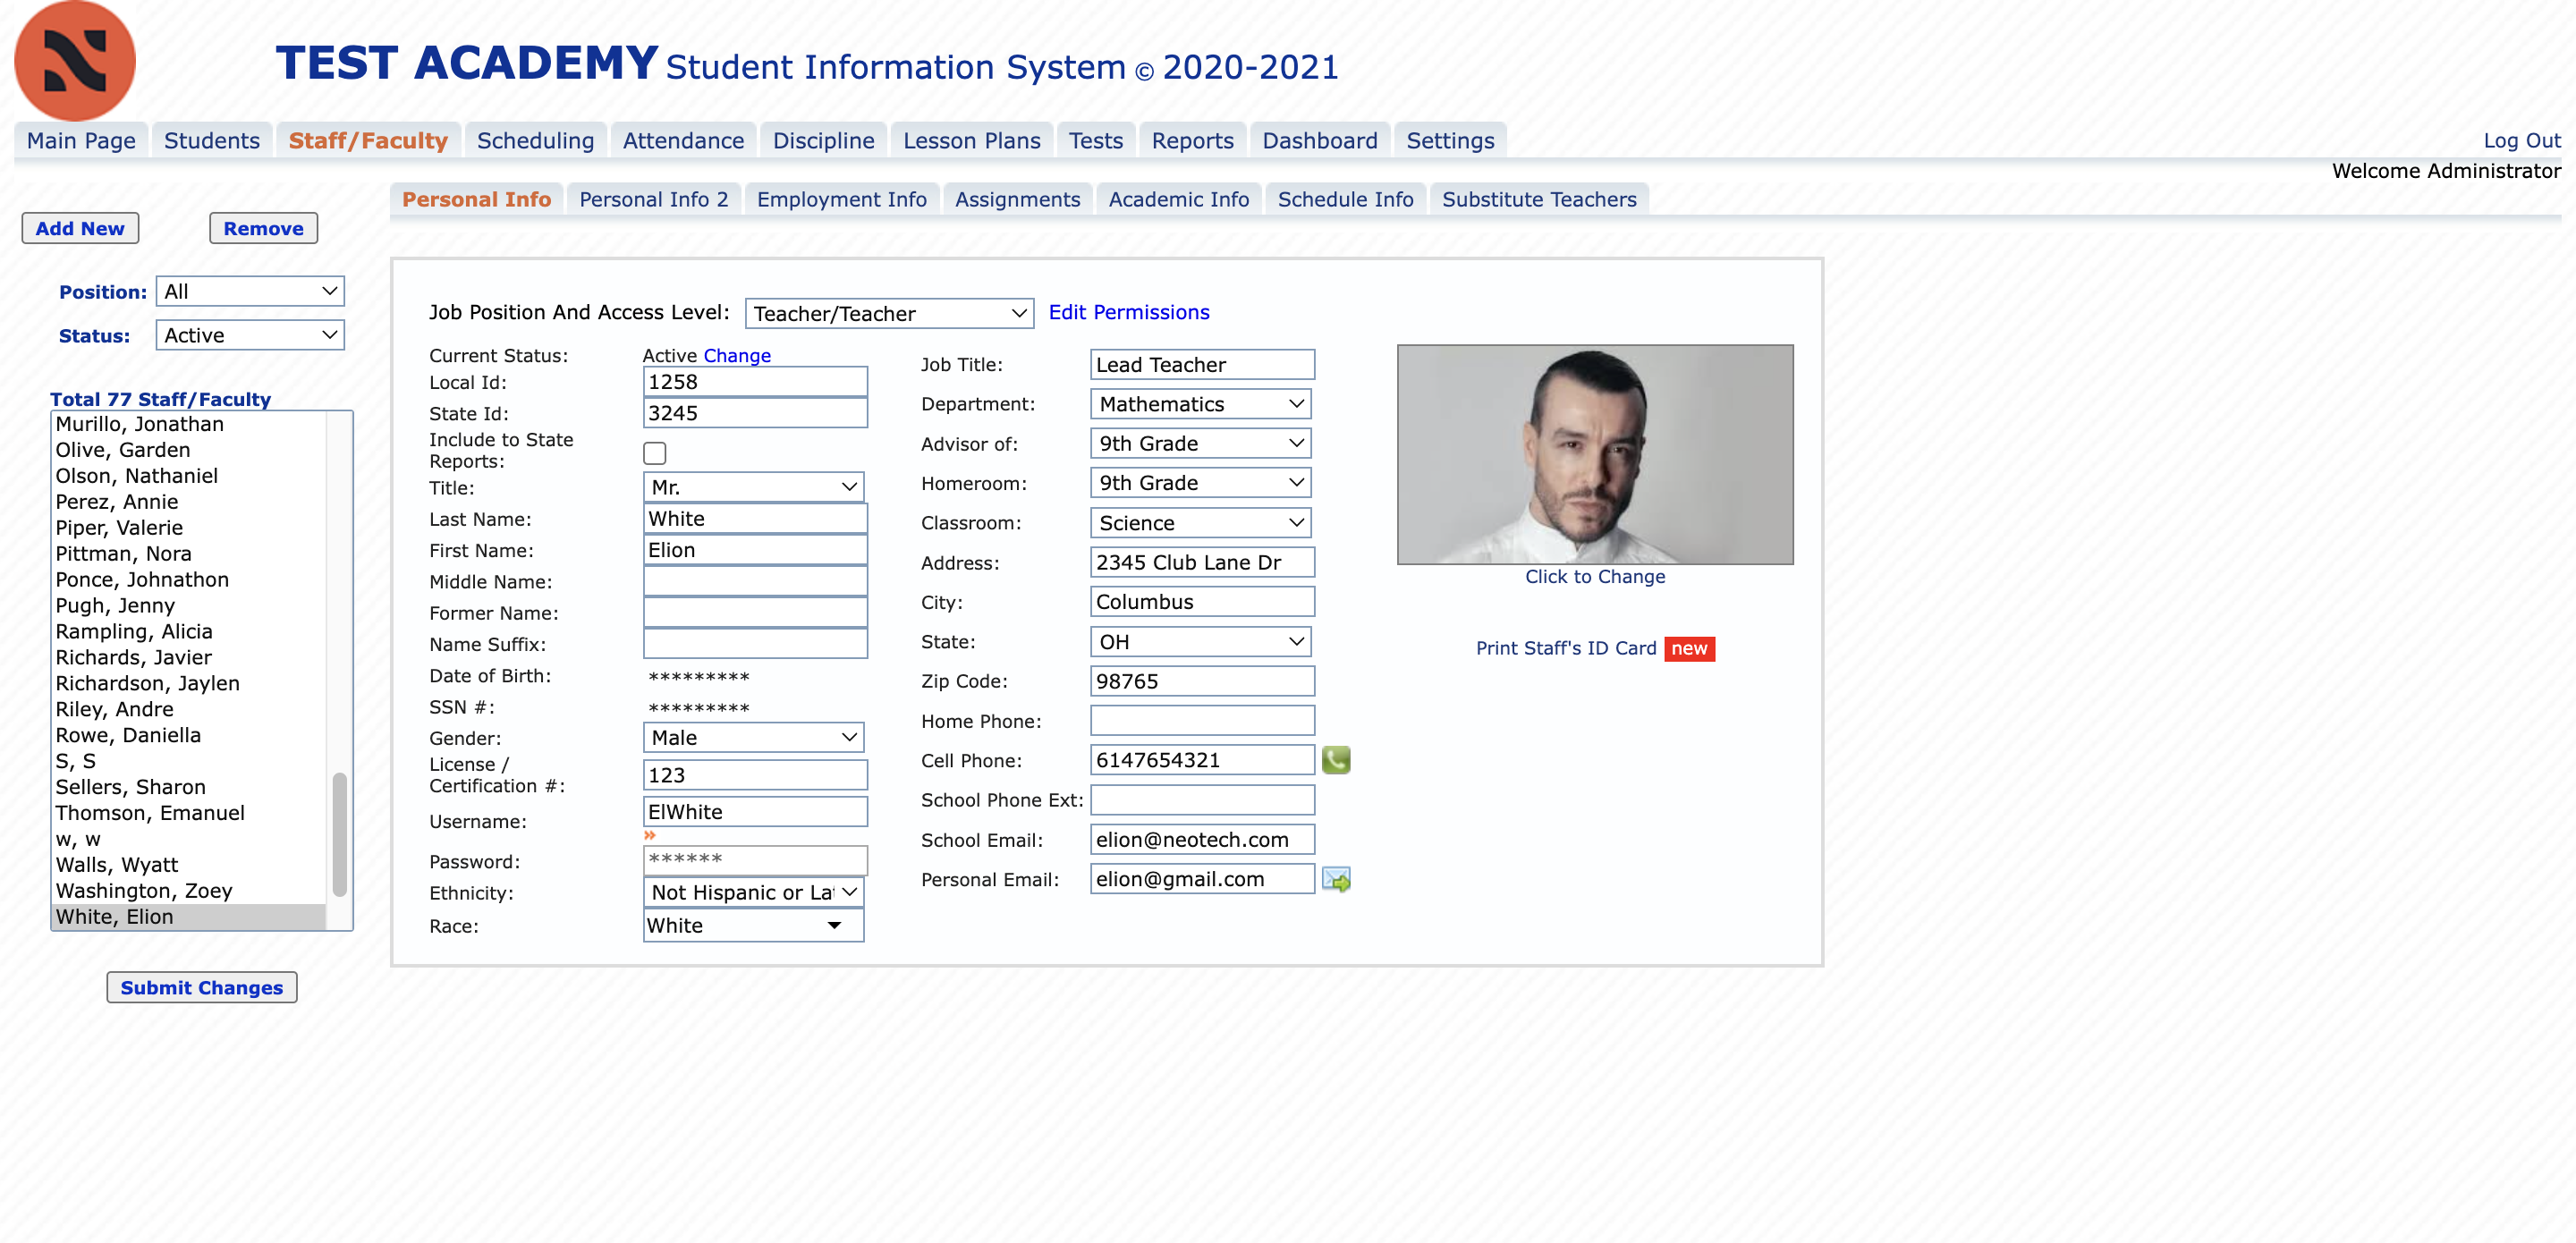 TEST ACADEMY Student Information System © 2020-2021
Main Page Students Staff/Faculty Scheduling Attendance Discipline Lesson Plans Tests Reports Dashboard Settings Log Out
Welcome Administrator
Personal Info Personal Info 2 Employment Info Assignments Academic Info Schedule Info Substitute Teachers
Add New Remove
Position: All
Status: Active
Total 77 Staff/Faculty
Murillo, Jonathan
Olive, Garden
Olson, Nathaniel
Perez, Annie
Piper, Valerie
Pittman, Nora
Ponce, Johnathon
Pugh, Jenny
Rampling, Alicia
Richards, Javier
Richardson, Jaylen
Riley, Andre
Rowe, Daniella
S, S
Sellers, Sharon
Thomson, Emanuel
w, w
Walls, Wyatt
Washington, Zoey
White, Elion
Submit Changes
Job Position And Access Level: Teacher/Teacher Edit Permissions
Current Status: Active Change
Local Id: 1258
State Id: 3245
Include to State
Reports:
Title: Mr.
Last Name: White
First Name: Elion
Middle Name:
Former Name:
Name Suffix:
Date of Birth: *********
SSN #: *********
Gender: Male
License /
Certification #: 123
Username: ElWhite
»
Password: ******
Ethnicity: Not Hispanic or La
Race: White
Job Title: Lead Teacher
Department: Mathematics
Advisor of: 9th Grade
Homeroom: 9th Grade
Classroom: Science
Address: 2345 Club Lane Dr
City: Columbus
State: OH
Zip Code: 98765
Home Phone:
Cell Phone: 6147654321
School Phone Ext:
School Email: elion@neotech.com
Personal Email: elion@gmail.com
Click to Change
Print Staff's ID Card new